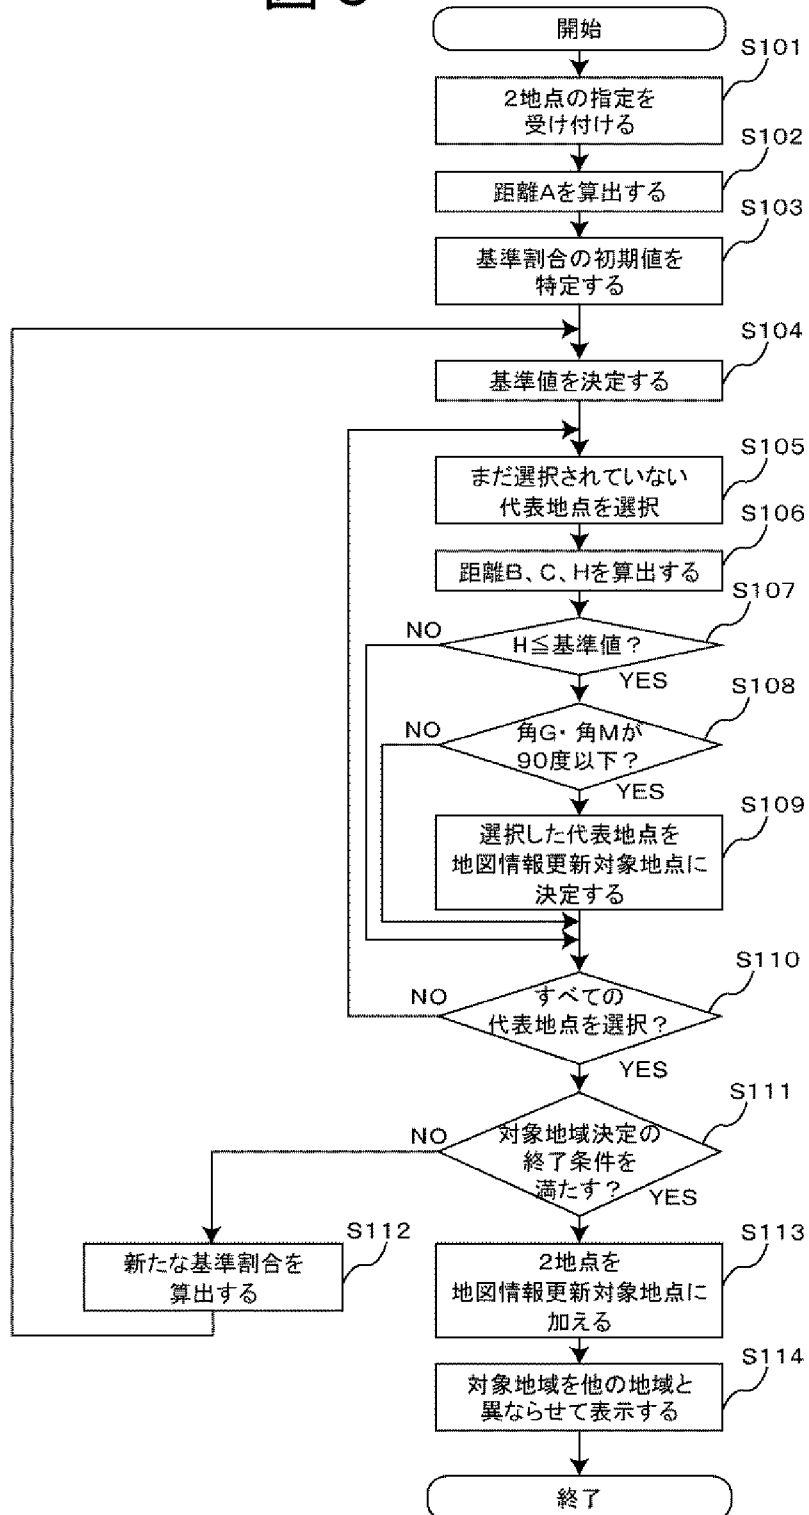 開始
S101
2地点の指定を
受け付ける
S102
距離Aを算出する
S103
基準割合の初期値を
特定する
S104
基準値を決定する
S105
まだ選択されていない
代表地点を選択
S106
距離B、C、Hを算出する
S107
H≦基準値？
NO
YES
S108
角G・角Mが
90度以下？
NO
YES
S109
選択した代表地点を
地図情報更新対象地点に
決定する
S110
すべての
代表地点を選択？
NO
YES
S111
対象地域決定の
終了条件を
満たす？
NO
YES
S112
新たな基準割合を
算出する
S113
2地点を
地図情報更新対象地点に
加える
S114
対象地域を他の地域と
異ならせて表示する
終了